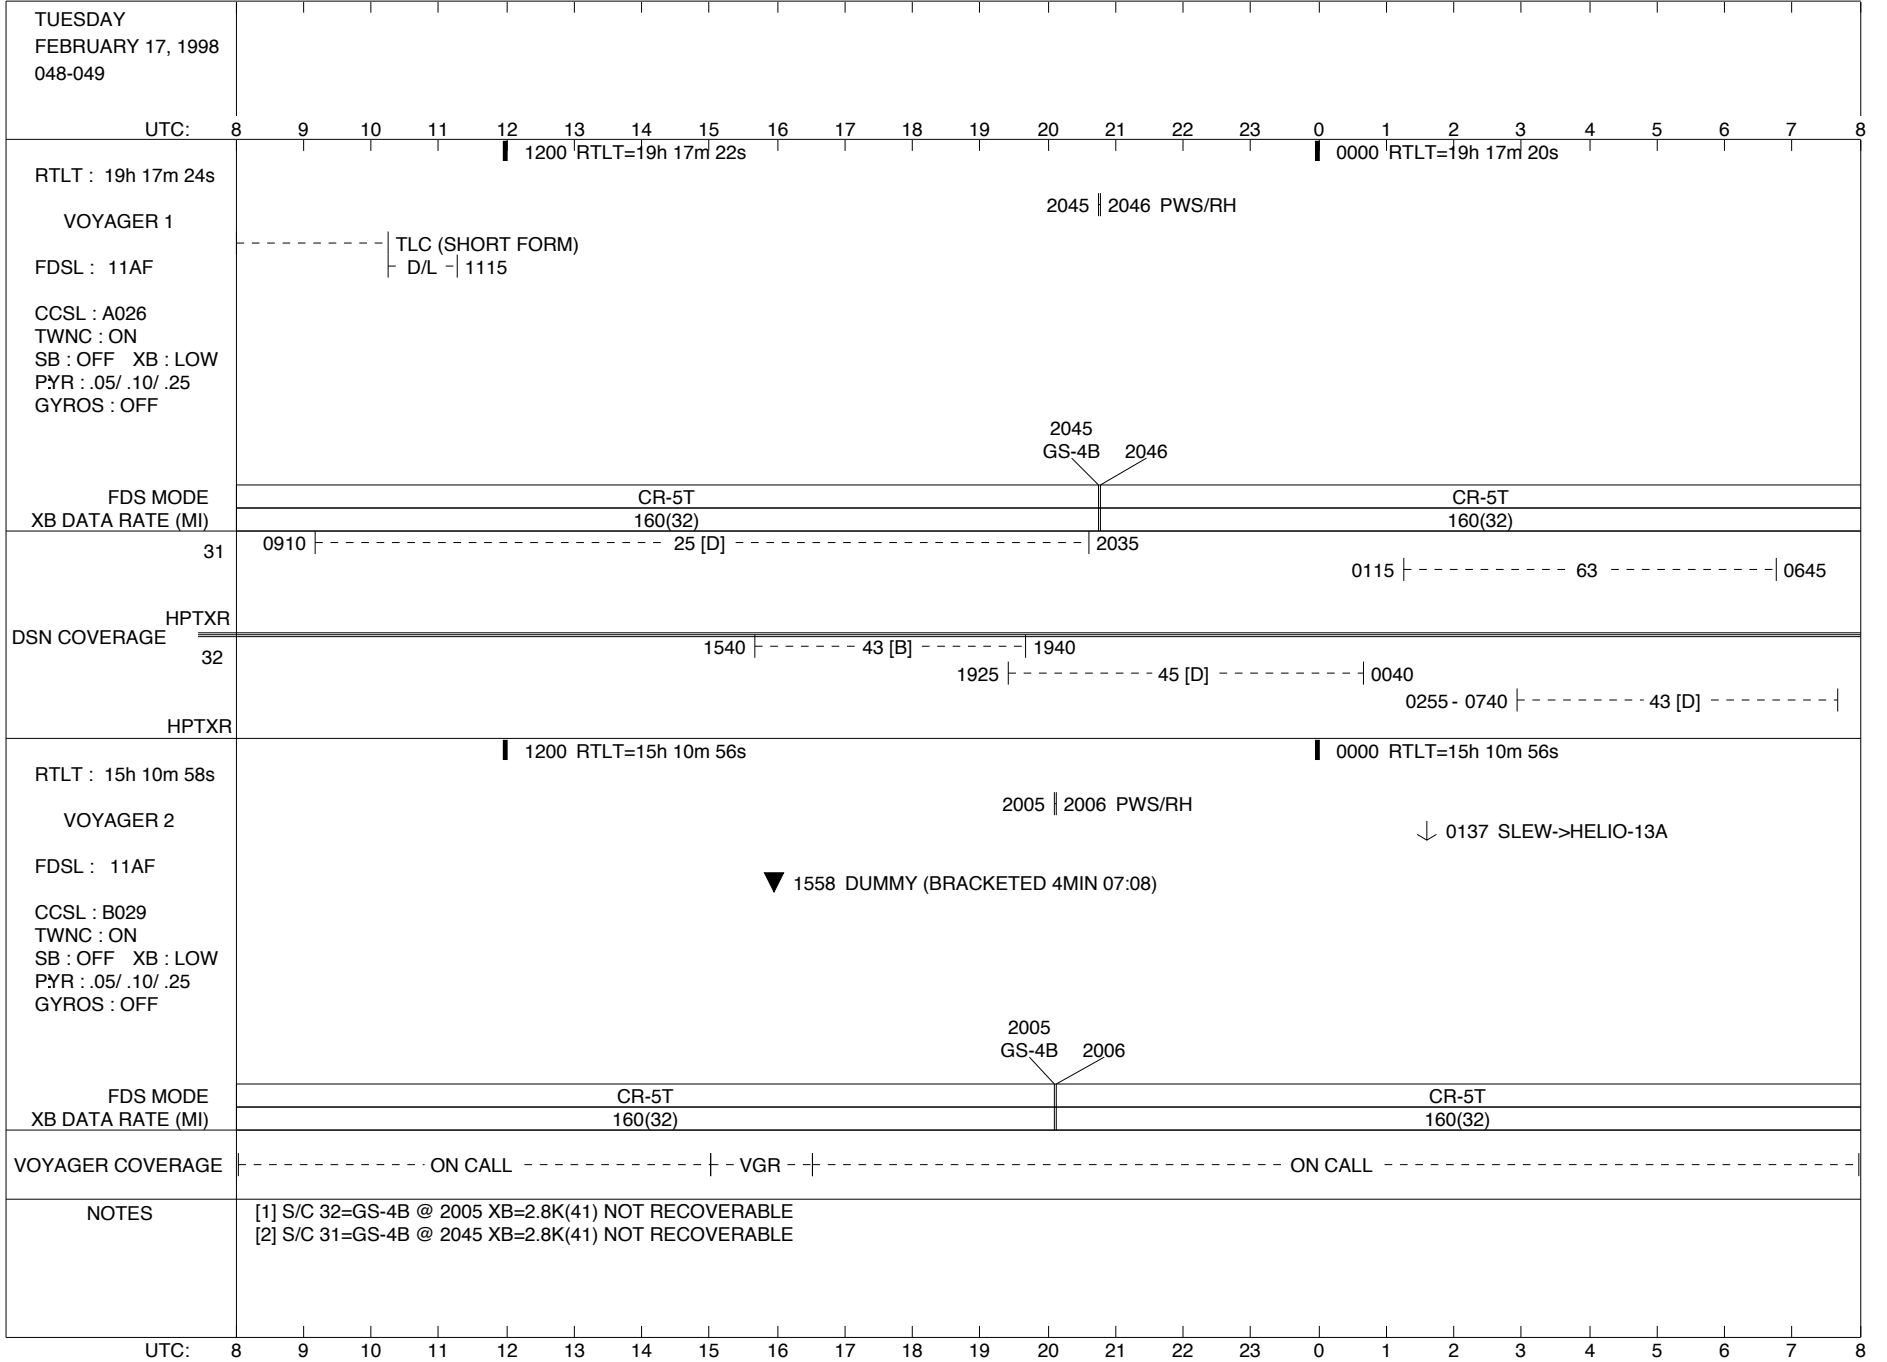 TUESDAY
FEBRUARY 17, 1998
048-049
UTC: 8 9 10 11 12 13 14 15 16 17 18 19 20 21 22 23 0 1 2 3 4 5 6 7 8
1200 RTLT=19h 17m 22s 0000 RTLT=19h 17m 20s
RTLT : 19h 17m 24s
2045 2046 PWS/RH
VOYAGER 1
TLC (SHORT FORM)
FDSL : 11AF D/L 1115
CCSL : A026
TWNC : ON
SB : OFF XB : LOW
P:YR : .05/ .10/ .25
GYROS : OFF
2045
GS-4B 2046
FDS MODE CR-5T CR-5T
XB DATA RATE (MI) 160(32) 160(32)
31 0910 25 [D] 2035
0115 63 0645
HPTXR
DSN COVERAGE
32 1540 43 [B] 1940
1925 45 [D] 0040
0255 - 0740 43 [D]
HPTXR
1200 RTLT=15h 10m 56s 0000 RTLT=15h 10m 56s
RTLT : 15h 10m 58s
2005 2006 PWS/RH
VOYAGER 2
0137 SLEW->HELIO-13A
FDSL : 11AF
1558 DUMMY (BRACKETED 4MIN 07:08)
CCSL : B029
TWNC : ON
SB : OFF XB : LOW
P:YR : .05/ .10/ .25
GYROS : OFF
2005
GS-4B 2006
FDS MODE CR-5T CR-5T
XB DATA RATE (MI) 160(32) 160(32)
VOYAGER COVERAGE ON CALL VGR ON CALL
NOTES [1] S/C 32=GS-4B @ 2005 XB=2.8K(41) NOT RECOVERABLE
[2] S/C 31=GS-4B @ 2045 XB=2.8K(41) NOT RECOVERABLE
UTC: 8 9 10 11 12 13 14 15 16 17 18 19 20 21 22 23 0 1 2 3 4 5 6 7 8